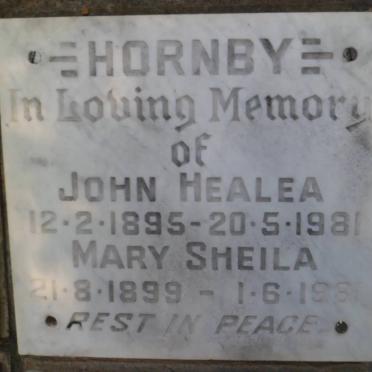 HORNBY
In Loving Memory
of
JOHN HEALEA
12·2·1895-20·5·1981
MARY SHEILA
21·8·1899 - 1·6·
REST IN PEACE